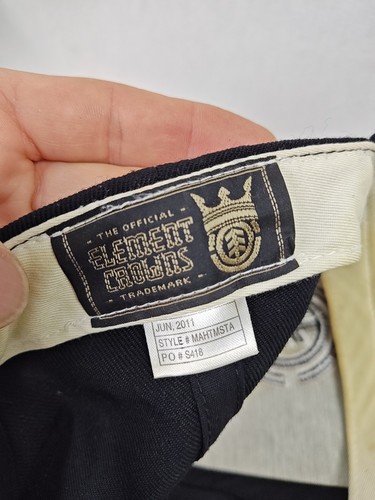 - THE OFFICIAL -
ELEMENT
CROWNS
- TRADEMARK -
JUN, 2011
STYLE # MAHTMSTA
PO # S418